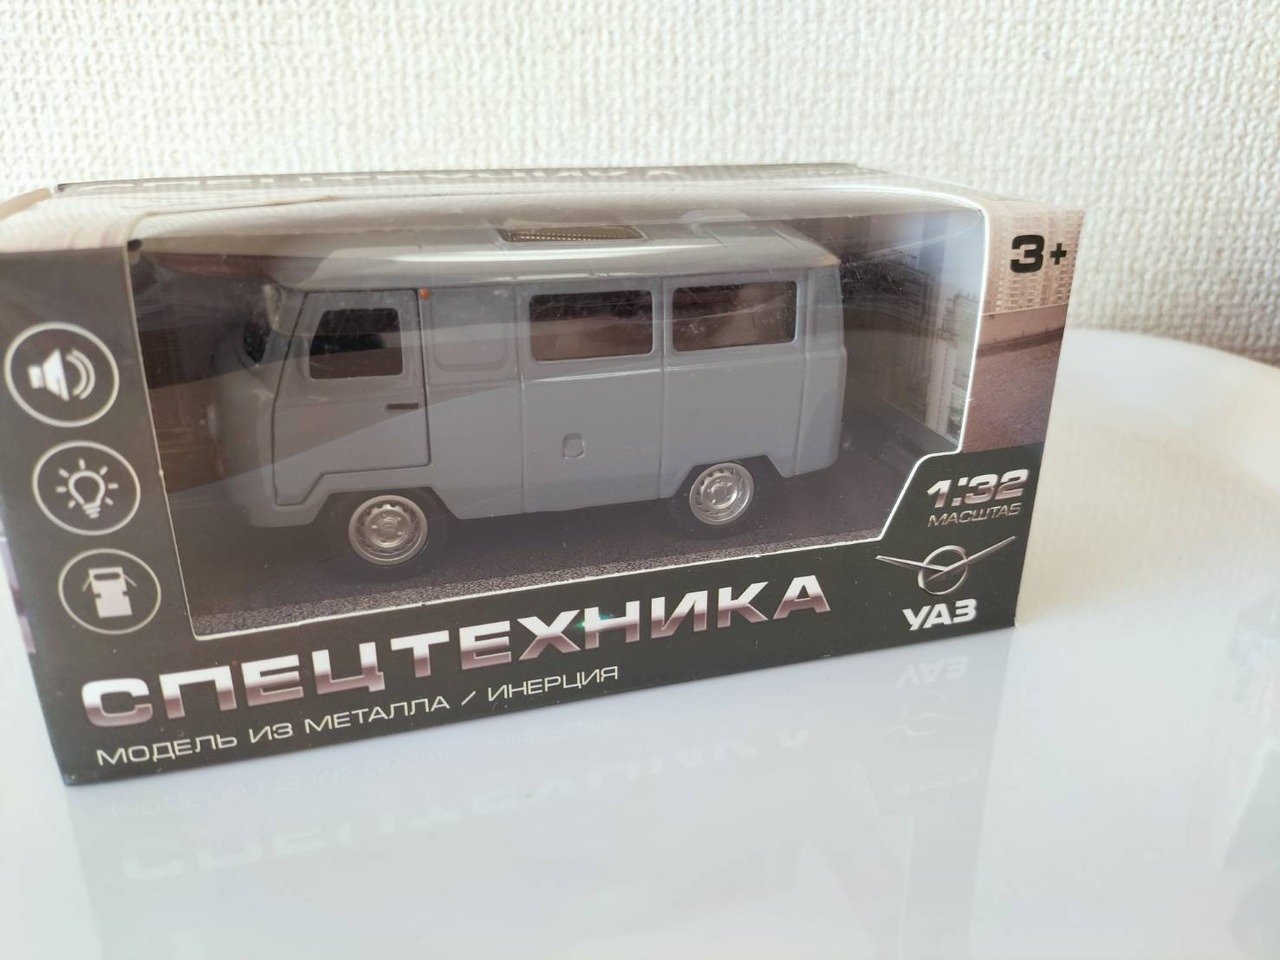 3+
1:32
МАСШТАБ
УАЗ
СПЕЦТЕХНИКА
МОДЕЛЬ ИЗ МЕТАЛЛА / ИНЕРЦИЯ